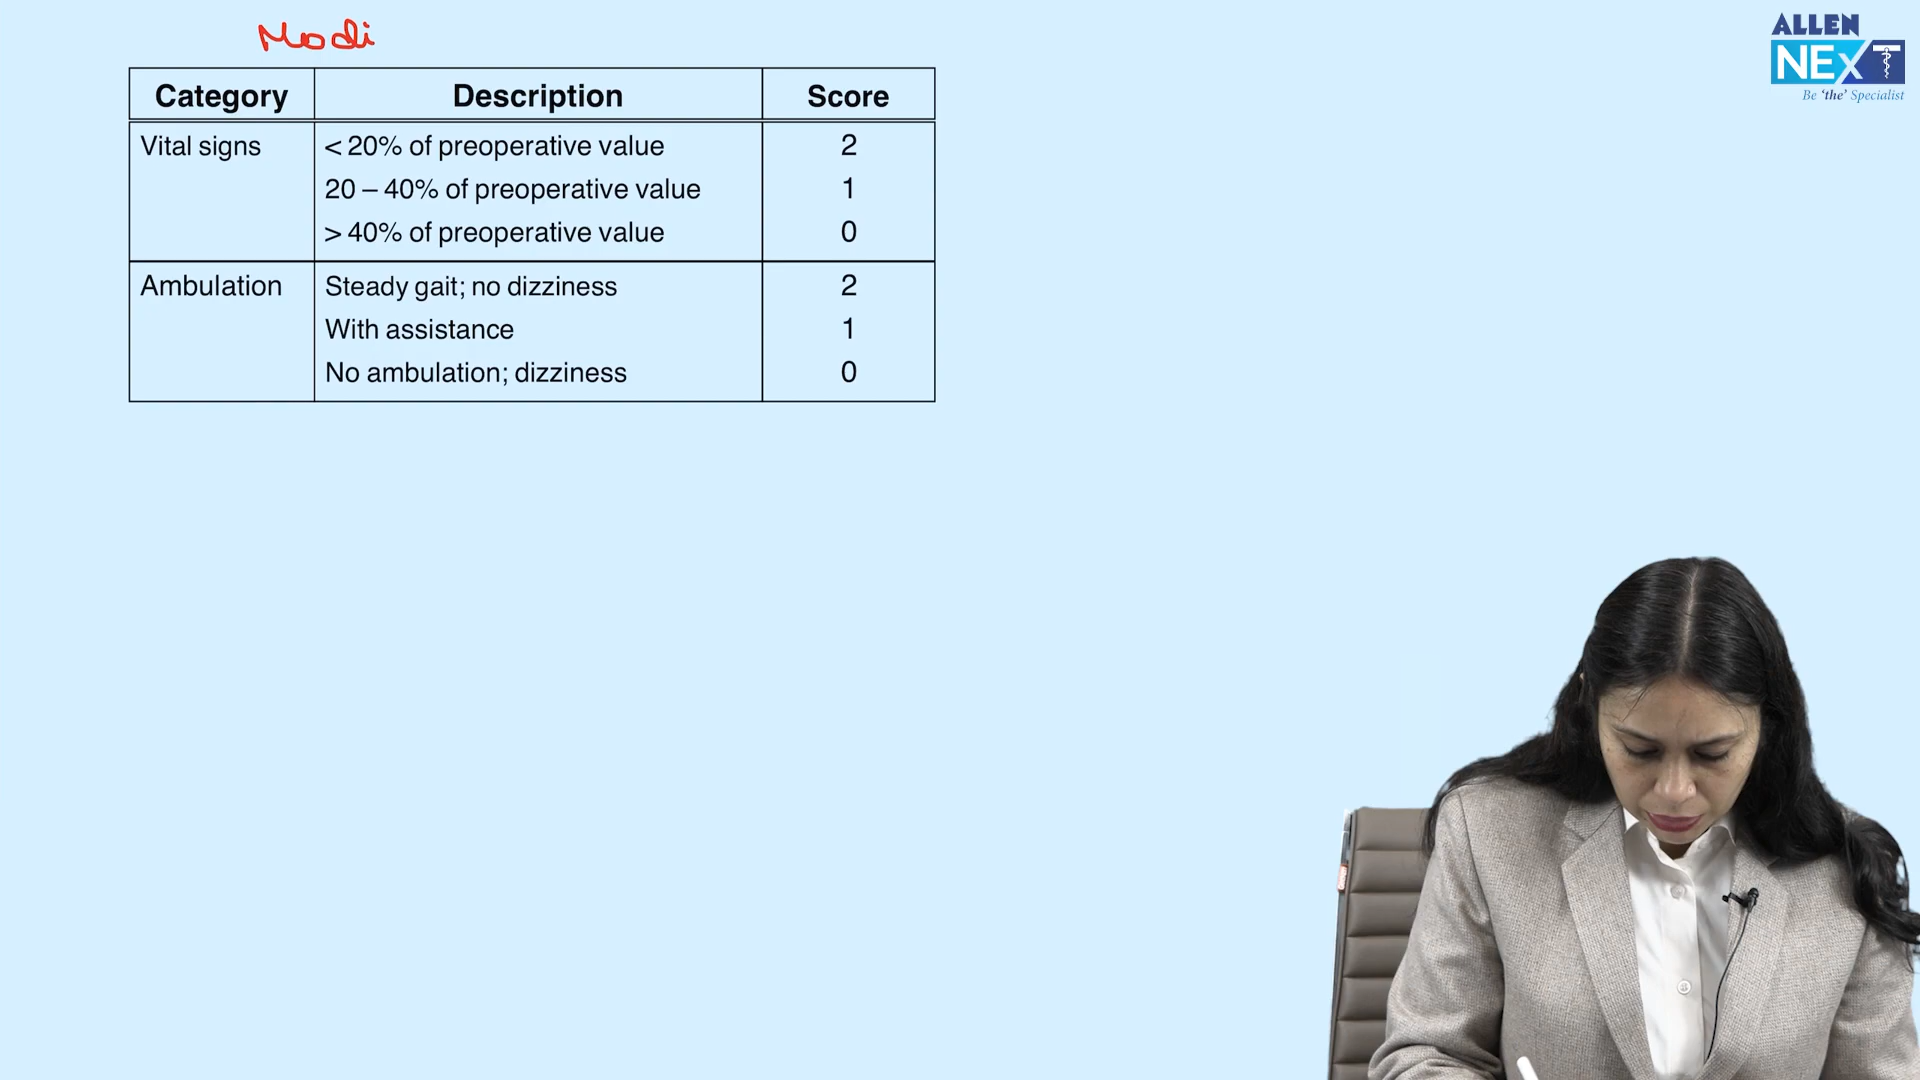 Modi
ALLEN
NEXT
Be 'the' Specialist
Category Description Score
Vital signs < 20% of preoperative value 2
20 – 40% of preoperative value 1
> 40% of preoperative value 0
Ambulation Steady gait; no dizziness 2
With assistance 1
No ambulation; dizziness 0